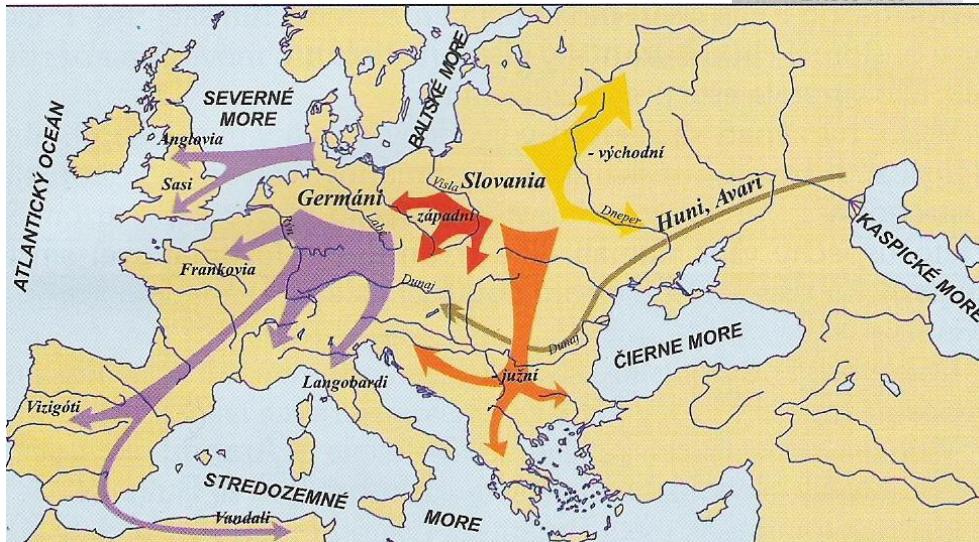 ATLANTICKÝ OCEÁN
SEVERNÉ
MORE
BALTSKÉ MORE
Anglovia
Sasi
Germáni
Visla
Slovania
- východní
- západní
Rýn
Labe
Dneper
Huni, Avari
KASPICKÉ MORE
Frankovia
Dunaj
Dunaj
ČIERNE MORE
- južní
Langobardi
Vizigóti
STREDOZEMNÉ
MORE
Vandali